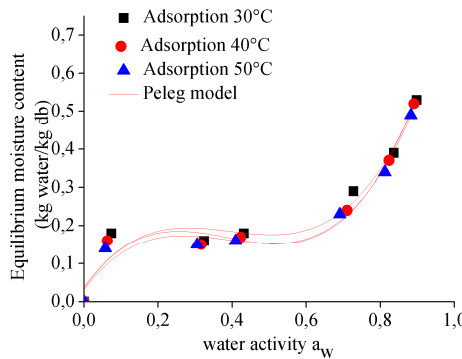 Adsorption 30°C
Adsorption 40°C
Adsorption 50°C
Peleg model
Equilibrium moisture content
(kg water/kg db)
0,6
0,5
0,4
0,3
0,2
0,1
0,0
0,0 0,2 0,4 0,6 0,8 1,0
water activity aw